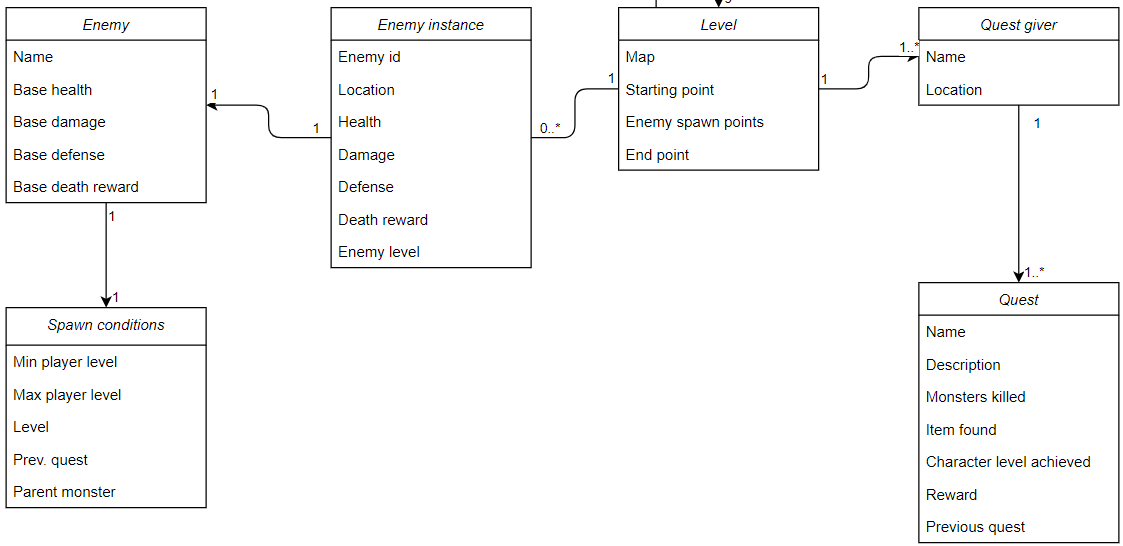 Enemy
Name
Base health
Base damage
Base defense
Base death reward
1
1
Enemy instance
Enemy id
Location
Health
Damage
Defense
Death reward
Enemy level
0..*
1
Level
Map
Starting point
Enemy spawn points
End point
1
1..*
Quest giver
Name
Location
1
1..*
1
1
Spawn conditions
Min player level
Max player level
Level
Prev. quest
Parent monster
Quest
Name
Description
Monsters killed
Item found
Character level achieved
Reward
Previous quest